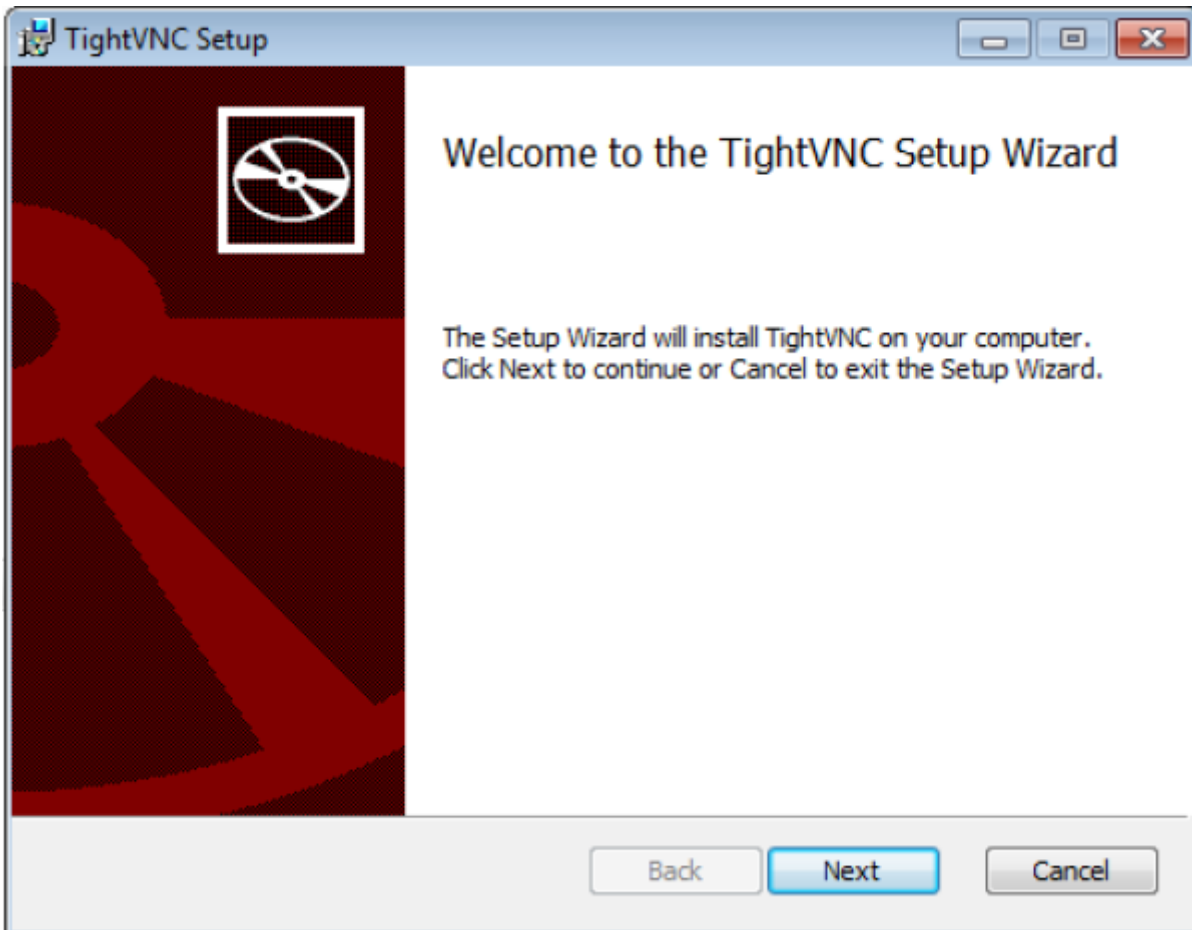 TightVNC Setup
Welcome to the TightVNC Setup Wizard
The Setup Wizard will install TightVNC on your computer.
Click Next to continue or Cancel to exit the Setup Wizard.
Back
Next
Cancel